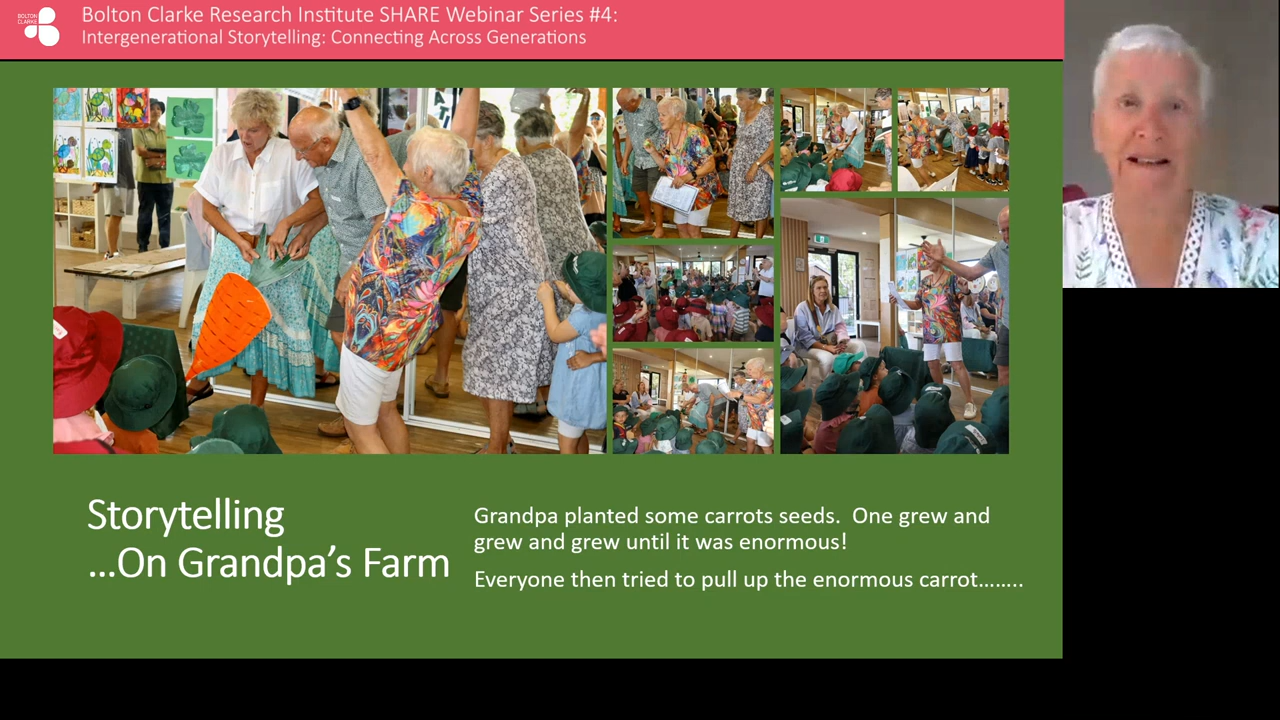 BOLTON
CLARKE
Bolton Clarke Research Institute SHARE Webinar Series #4:
Intergenerational Storytelling: Connecting Across Generations
Storytelling
...On Grandpa’s Farm
Grandpa planted some carrots seeds.  One grew and
grew and grew until it was enormous!
Everyone then tried to pull up the enormous carrot........